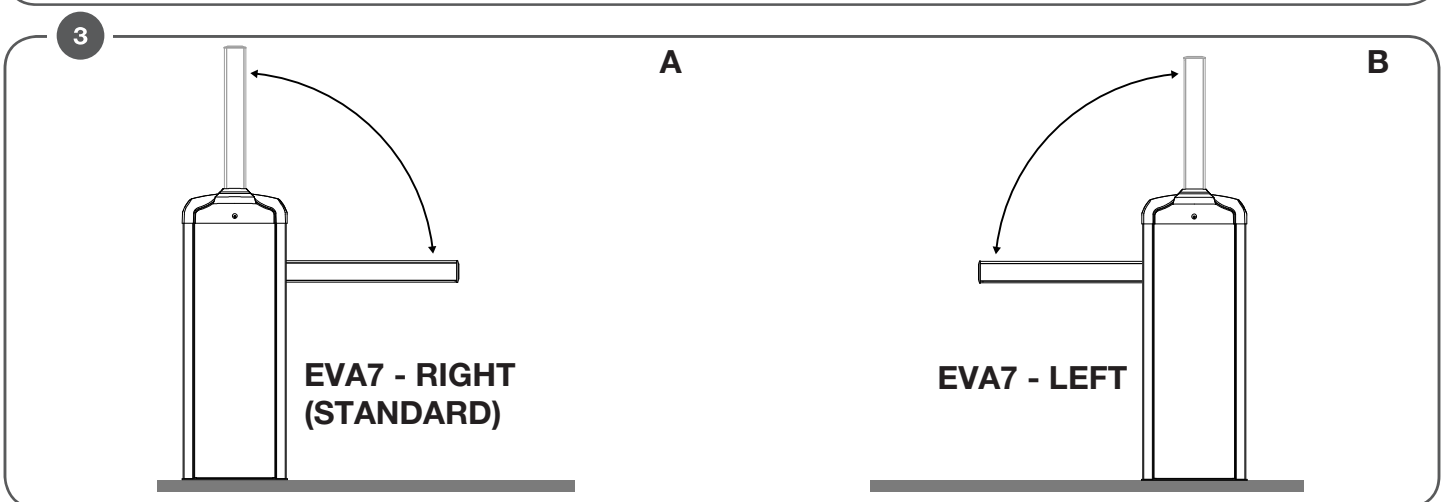 3
A
B
EVA7 - RIGHT
(STANDARD)
EVA7 - LEFT